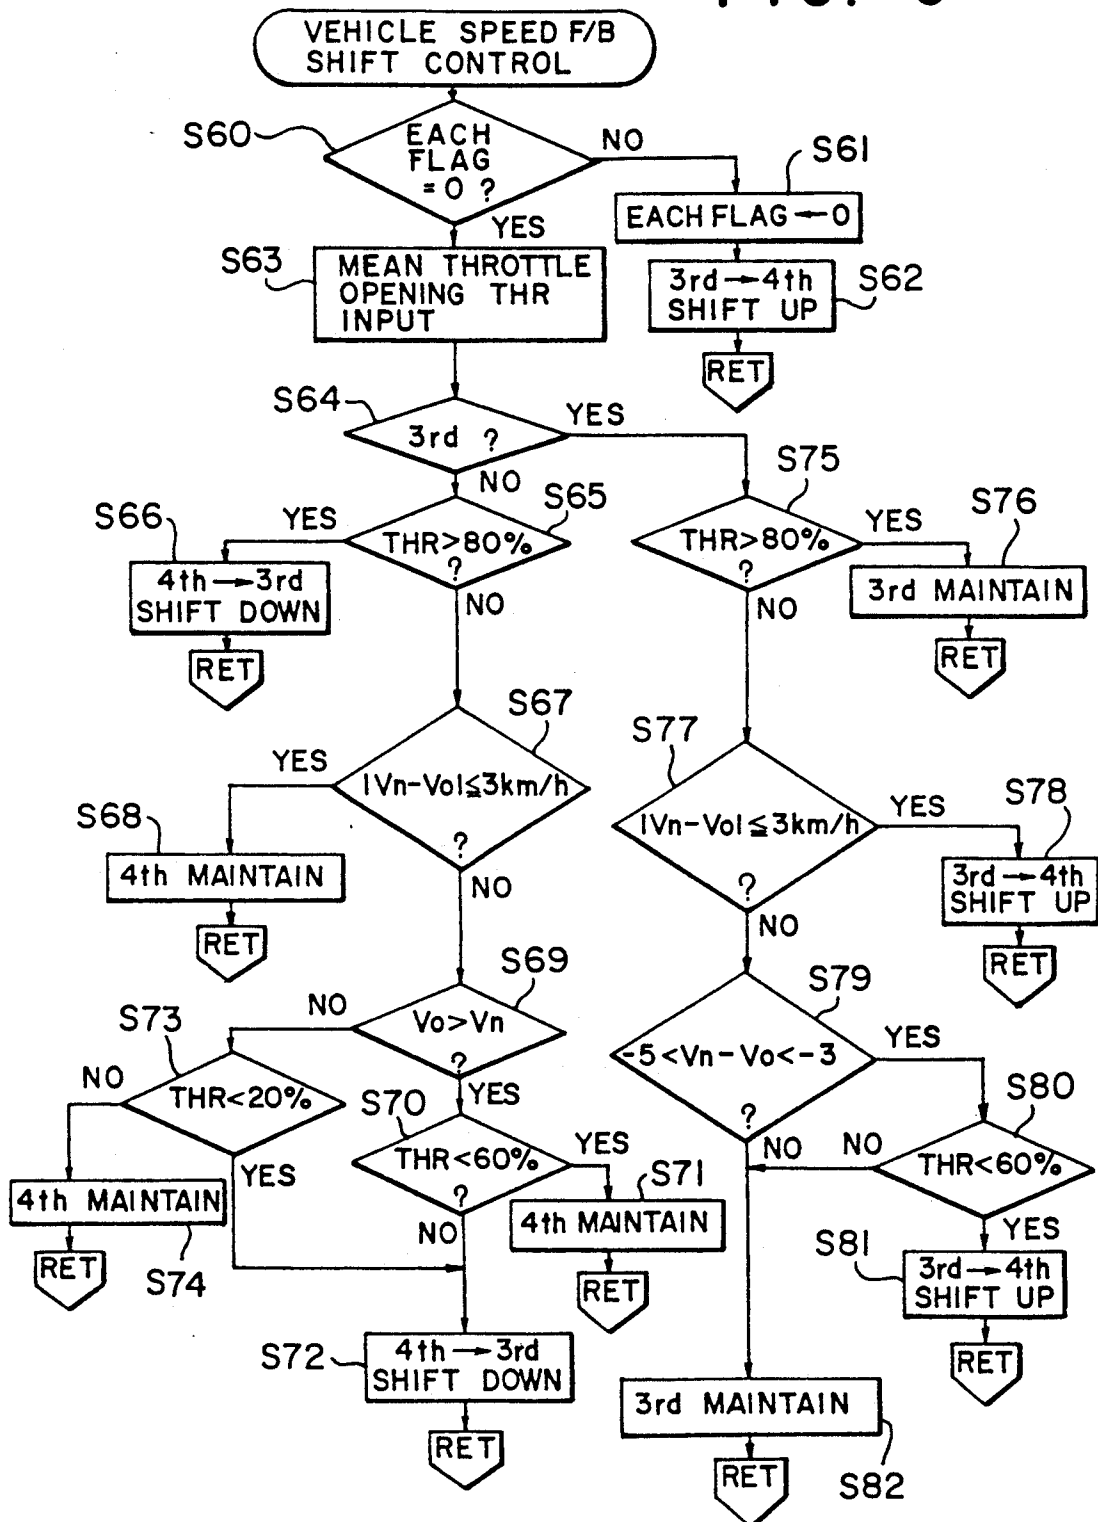 VEHICLE SPEED F/B
SHIFT CONTROL
S60
EACH
FLAG
=0 ?
NO
YES
S61
EACH FLAG ← 0
S62
3rd → 4th
SHIFT UP
RET
S63
MEAN THROTTLE
OPENING THR
INPUT
S64
3rd ?
YES
NO
S65
THR>80%
?
YES
NO
S66
4th → 3rd
SHIFT DOWN
RET
S75
THR>80%
?
YES
NO
S76
3rd MAINTAIN
RET
S67
|Vn-Vo|≦3km/h
?
YES
NO
S68
4th MAINTAIN
RET
S77
|Vn-Vo|≦3km/h
?
YES
NO
S78
3rd → 4th
SHIFT UP
RET
S69
Vo>Vn
?
NO
YES
S73
THR<20%
NO
YES
4th MAINTAIN
S74
RET
S70
THR<60%
?
YES
NO
S71
4th MAINTAIN
RET
S72
4th → 3rd
SHIFT DOWN
RET
S79
-5<Vn-Vo<-3
?
YES
NO
S80
THR<60%
NO
YES
S81
3rd → 4th
SHIFT UP
RET
3rd MAINTAIN
S82
RET